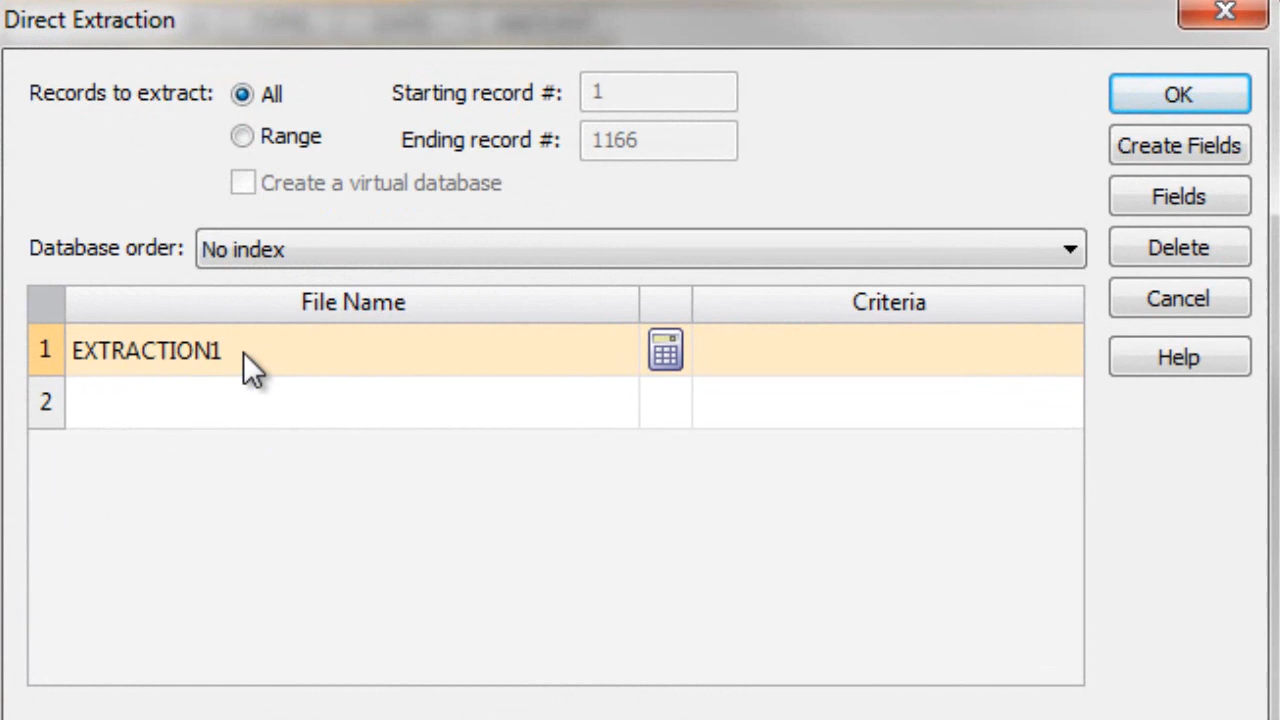 Direct Extraction
Records to extract: All Starting record #: 1
Range Ending record #: 1166
Create a virtual database
Database order: No index
OK
Create Fields
Fields
Delete
Cancel
Help
File Name Criteria
1 EXTRACTION1
2